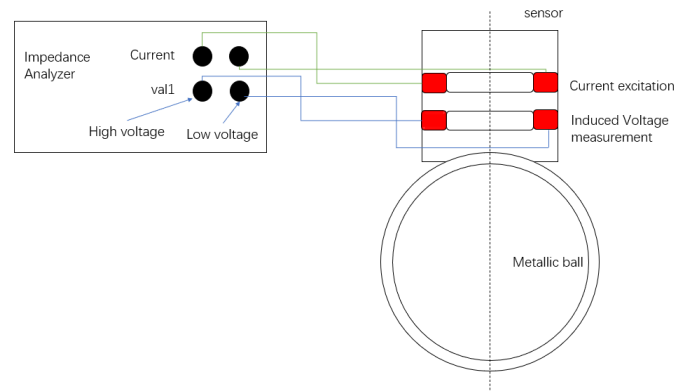 sensor
Impedance
Analyzer
Current
val1
High voltage
Low voltage
Current excitation
Induced Voltage
measurement
Metallic ball